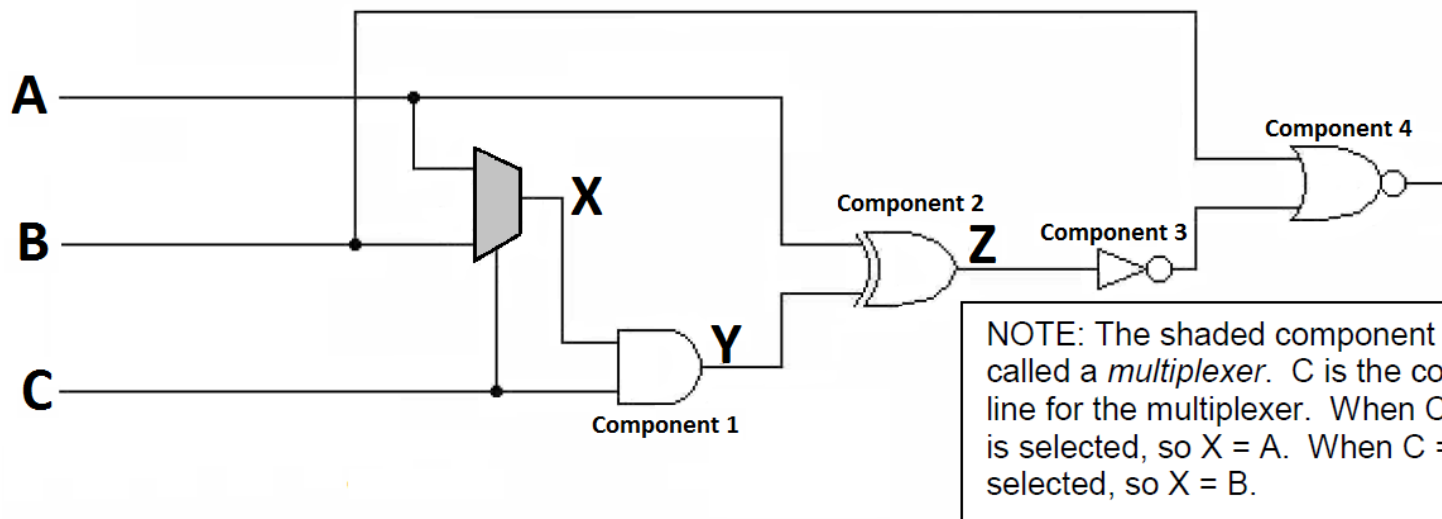 A
B
C
X
Y
Z
Component 1
Component 2
Component 3
Component 4
NOTE: The shaded component
called a multiplexer. C is the co
line for the multiplexer. When C
is selected, so X = A. When C =
selected, so X = B.